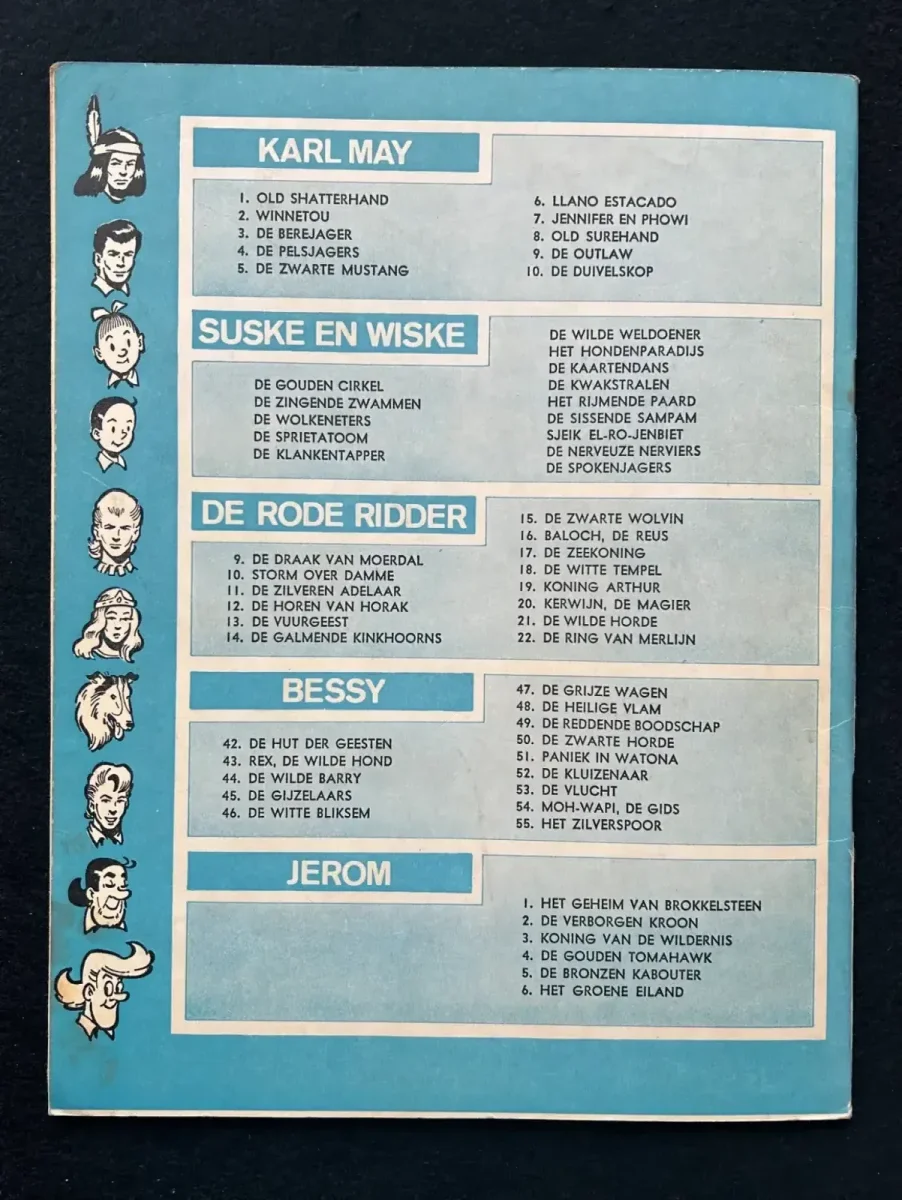 KARL MAY
1. OLD SHATTERHAND
2. WINNETOU
3. DE BEREJAGER
4. DE PELSJAGERS
5. DE ZWARTE MUSTANG
6. LLANO ESTACADO
7. JENNIFER EN PHOWI
8. OLD SUREHAND
9. DE OUTLAW
10. DE DUIVELSKOP
SUSKE EN WISKE
DE GOUDEN CIRKEL
DE ZINGENDE ZWAMMEN
DE WOLKENETERS
DE SPRIETATOOM
DE KLANKENTAPPER
DE WILDE WELDOENER
HET HONDENPARADIJS
DE KAARTENDANS
DE KWAKSTRALEN
HET RIJMENDE PAARD
DE SISSENDE SAMPAM
SJEIK EL-RO-JENBIET
DE NERVEUZE NERVIERS
DE SPOKENJAGERS
DE RODE RIDDER
9. DE DRAAK VAN MOERDAL
10. STORM OVER DAMME
11. DE ZILVEREN ADELAAR
12. DE HOREN VAN HORAK
13. DE VUURGEEST
14. DE GALMENDE KINKHOORNS
15. DE ZWARTE WOLVIN
16. BALOCH, DE REUS
17. DE ZEEKONING
18. DE WITTE TEMPEL
19. KONING ARTHUR
20. KERWIJN, DE MAGIER
21. DE WILDE HORDE
22. DE RING VAN MERLIJN
BESSY
42. DE HUT DER GEESTEN
43. REX, DE WILDE HOND
44. DE WILDE BARRY
45. DE GIJZELAARS
46. DE WITTE BLIKSEM
47. DE GRIJZE WAGEN
48. DE HEILIGE VLAM
49. DE REDDENDE BOODSCHAP
50. DE ZWARTE HORDE
51. PANIEK IN WATONA
52. DE KLUIZENAAR
53. DE VLUCHT
54. MOH-WAPI, DE GIDS
55. HET ZILVERSPOOR
JEROM
1. HET GEHEIM VAN BROKKELSTEEN
2. DE VERBORGEN KROON
3. KONING VAN DE WILDERNIS
4. DE GOUDEN TOMAHAWK
5. DE BRONZEN KABOUTER
6. HET GROENE EILAND